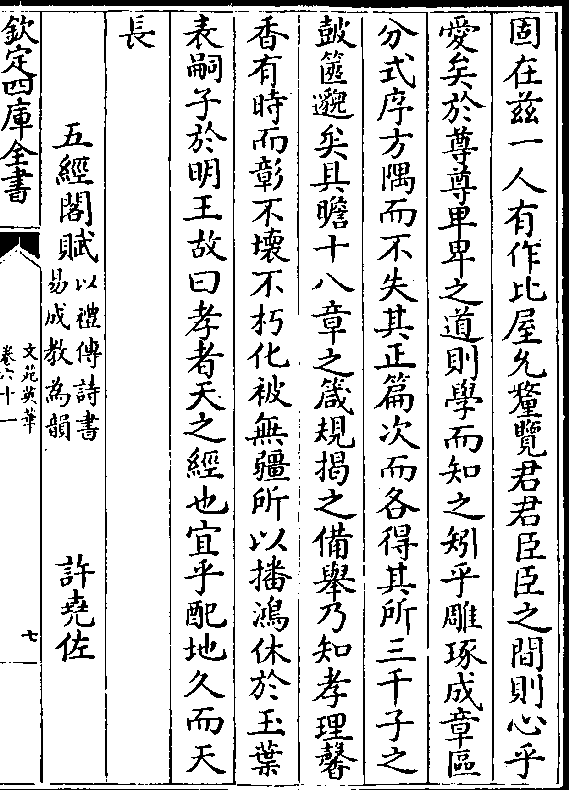 固在兹一人有作比屋允釐覽君君臣臣之間則心乎
愛矣於尊尊卑卑之道則學而知之矧乎雕琢成章區
分式序方隅而不失其正篇次而各得其所三千子之
鼓篋邈矣具瞻十八章之箴規揭之備舉乃知孝理馨
香有時而彰不壞不朽化被無疆所以播鴻休於玉葉
表嗣子於明王故曰孝者天之經也宜乎配地久而天
長
五經閣賦以禮傳詩書易成教為韻 許堯佐
欽定四庫全書
文苑英華
卷六十一
七